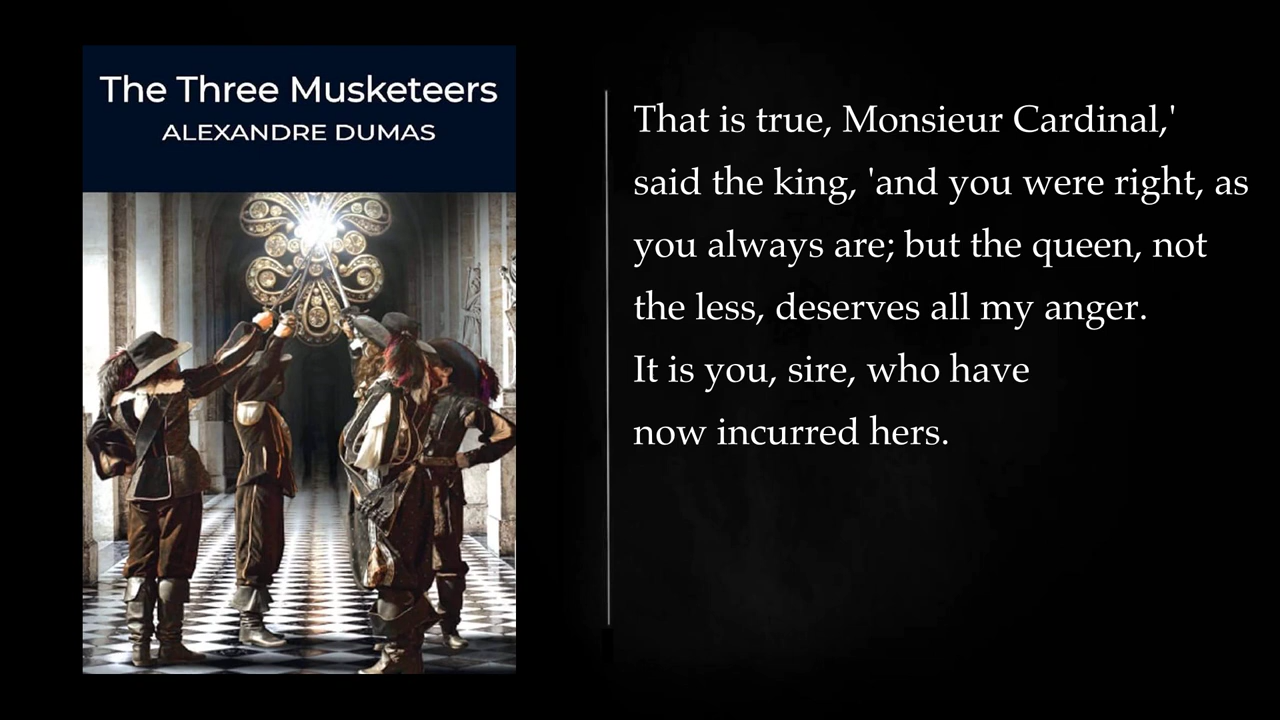 The Three Musketeers
ALEXANDRE DUMAS
That is true, Monsieur Cardinal,'
said the king, 'and you were right, as
you always are; but the queen, not
the less, deserves all my anger.
It is you, sire, who have
now incurred hers.